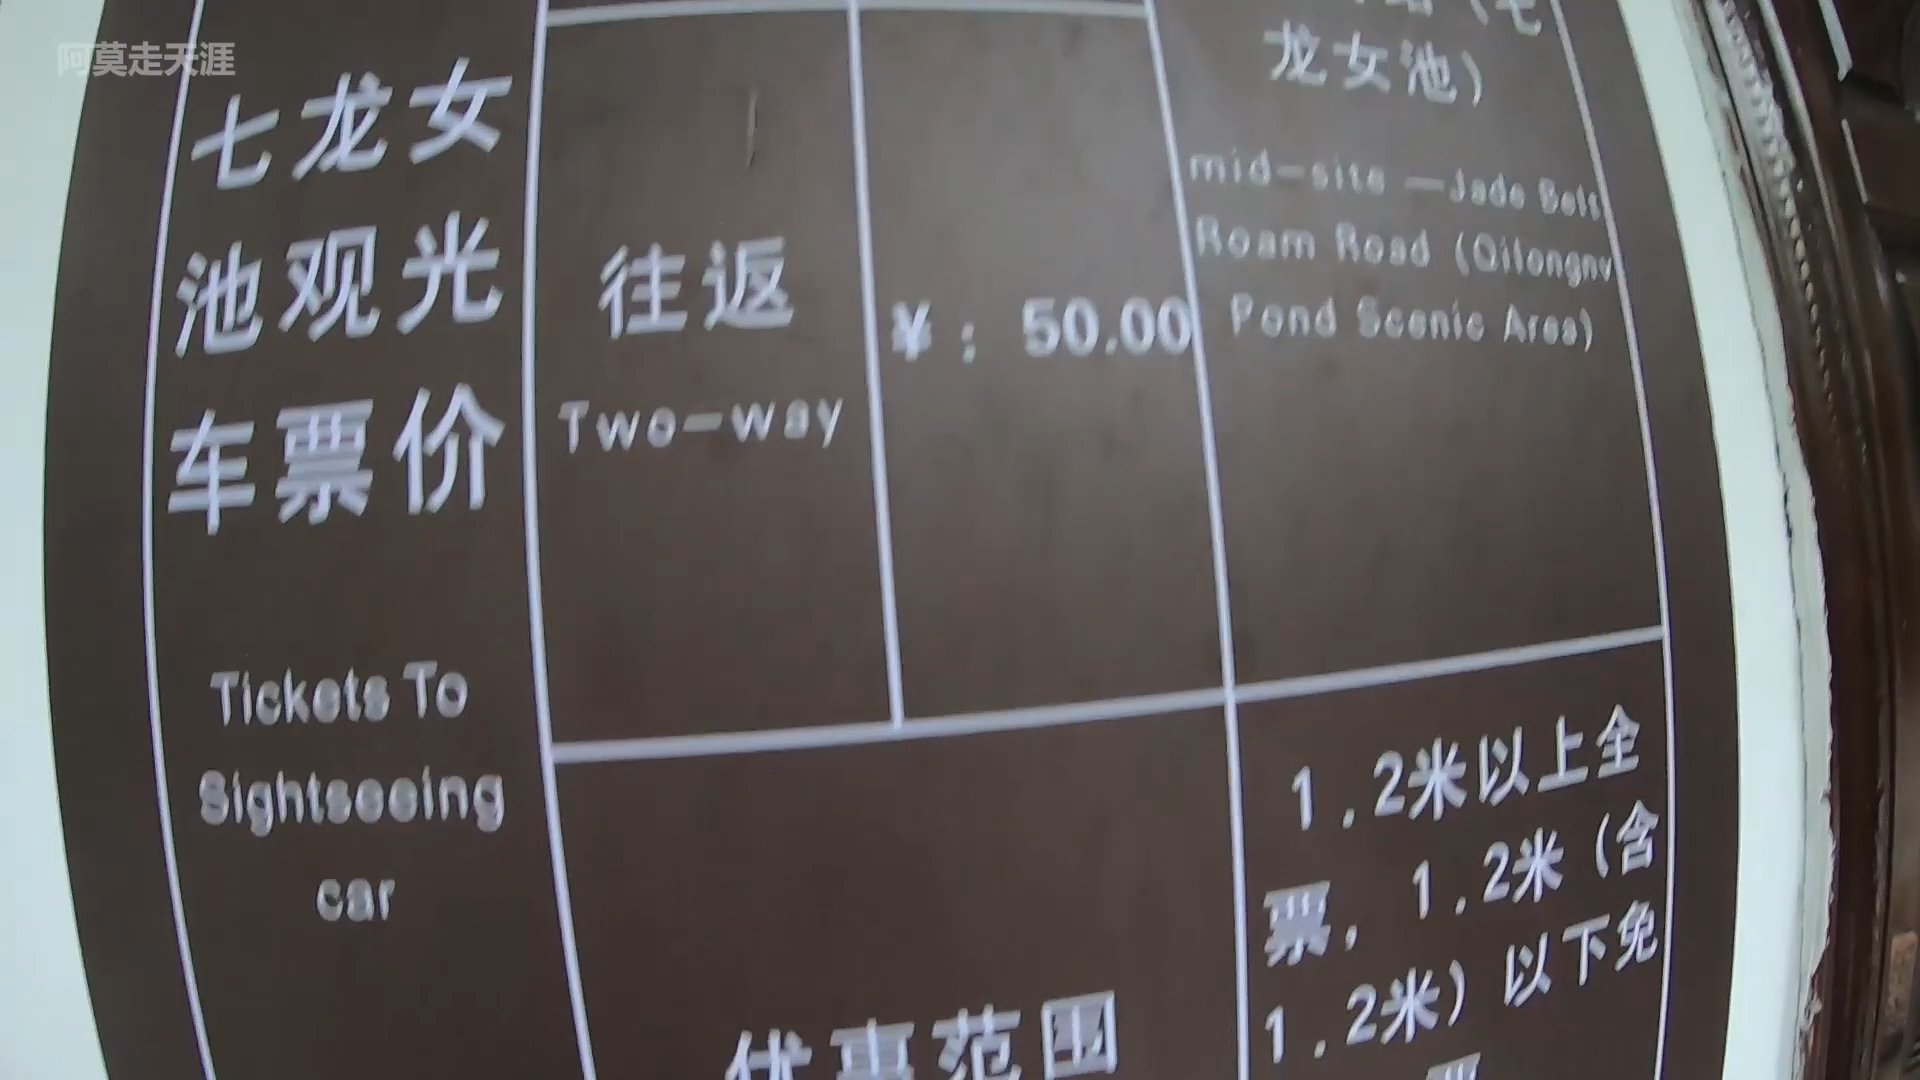 阿莫走天涯
七龙女
池观光
车票价
Tickets To
Sightseeing
car
往返
Two-way
¥: 50.00
(七
龙女池)
mid-site —Jade Belt
Roam Road (Qilongnv
Pond Scenic Area)
优惠范围
1.2米以上全
票, 1.2米(含
1.2米)以下免
票